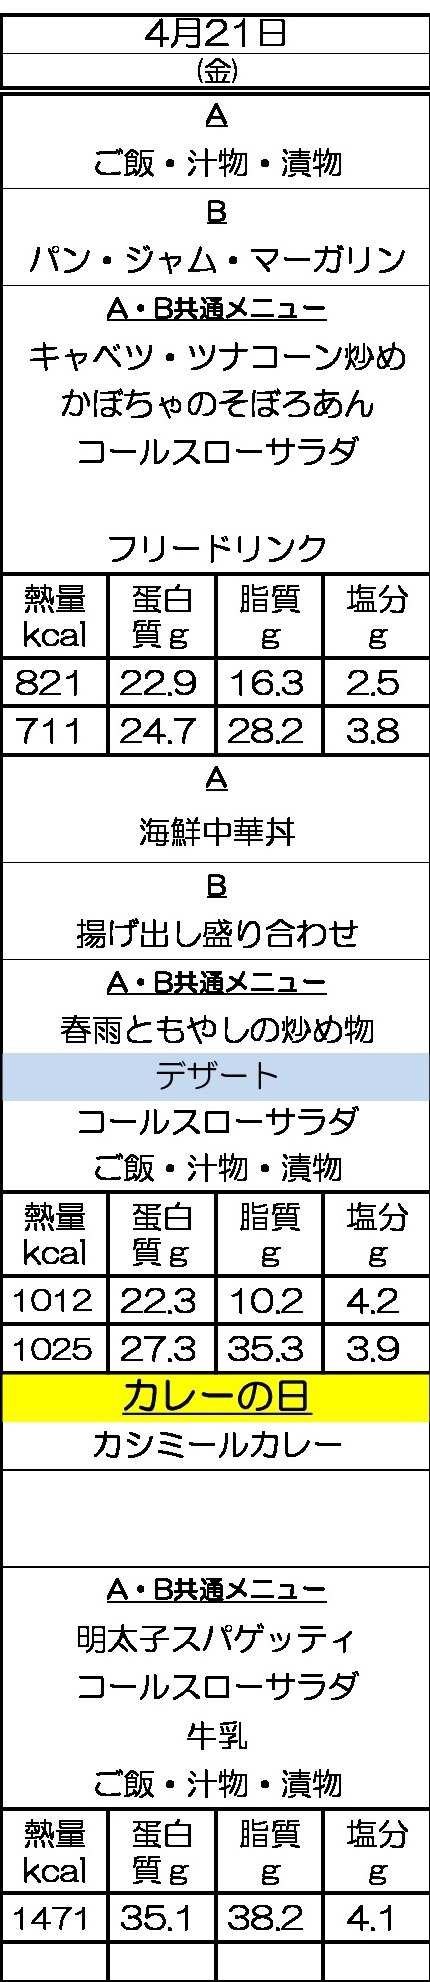 4月21日
(金)
A
ご飯・汁物・漬物
B
パン・ジャム・マーガリン
A・B共通メニュー
キャベツ・ツナコーン炒め
かぼちゃのそぼろあん
コールスローサラダ
フリードリンク
熱量 蛋白 脂質 塩分
kcal 質g g g
821 22.9 16.3 2.5
711 24.7 28.2 3.8
A
海鮮中華丼
B
揚げ出し盛り合わせ
A・B共通メニュー
春雨ともやしの炒め物
デザート
コールスローサラダ
ご飯・汁物・漬物
熱量 蛋白 脂質 塩分
kcal 質g g g
1012 22.3 10.2 4.2
1025 27.3 35.3 3.9
カレーの日
カシミールカレー
A・B共通メニュー
明太子スパゲッティ
コールスローサラダ
牛乳
ご飯・汁物・漬物
熱量 蛋白 脂質 塩分
kcal 質g g g
1471 35.1 38.2 4.1